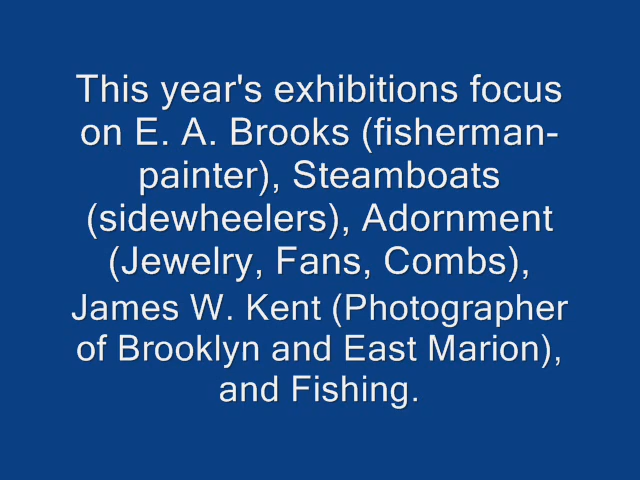 This year's exhibitions focus
on E. A. Brooks (fisherman-
painter), Steamboats
(sidewheelers), Adornment
(Jewelry, Fans, Combs),
James W. Kent (Photographer
of Brooklyn and East Marion),
and Fishing.